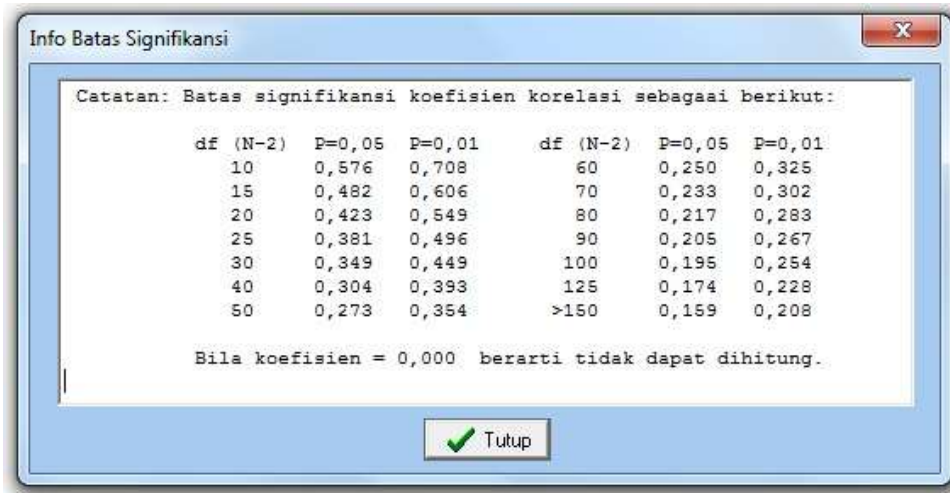 Info Batas Signifikansi
Catatan: Batas signifikansi koefisien korelasi sebagaai berikut:
df (N-2) P=0,05 P=0,01 df (N-2) P=0,05 P=0,01
10 0,576 0,708 60 0,250 0,325
15 0,482 0,606 70 0,233 0,302
20 0,423 0,549 80 0,217 0,283
25 0,381 0,496 90 0,205 0,267
30 0,349 0,449 100 0,195 0,254
40 0,304 0,393 125 0,174 0,228
50 0,273 0,354 >150 0,159 0,208
Bila koefisien = 0,000 berarti tidak dapat dihitung.
Tutup